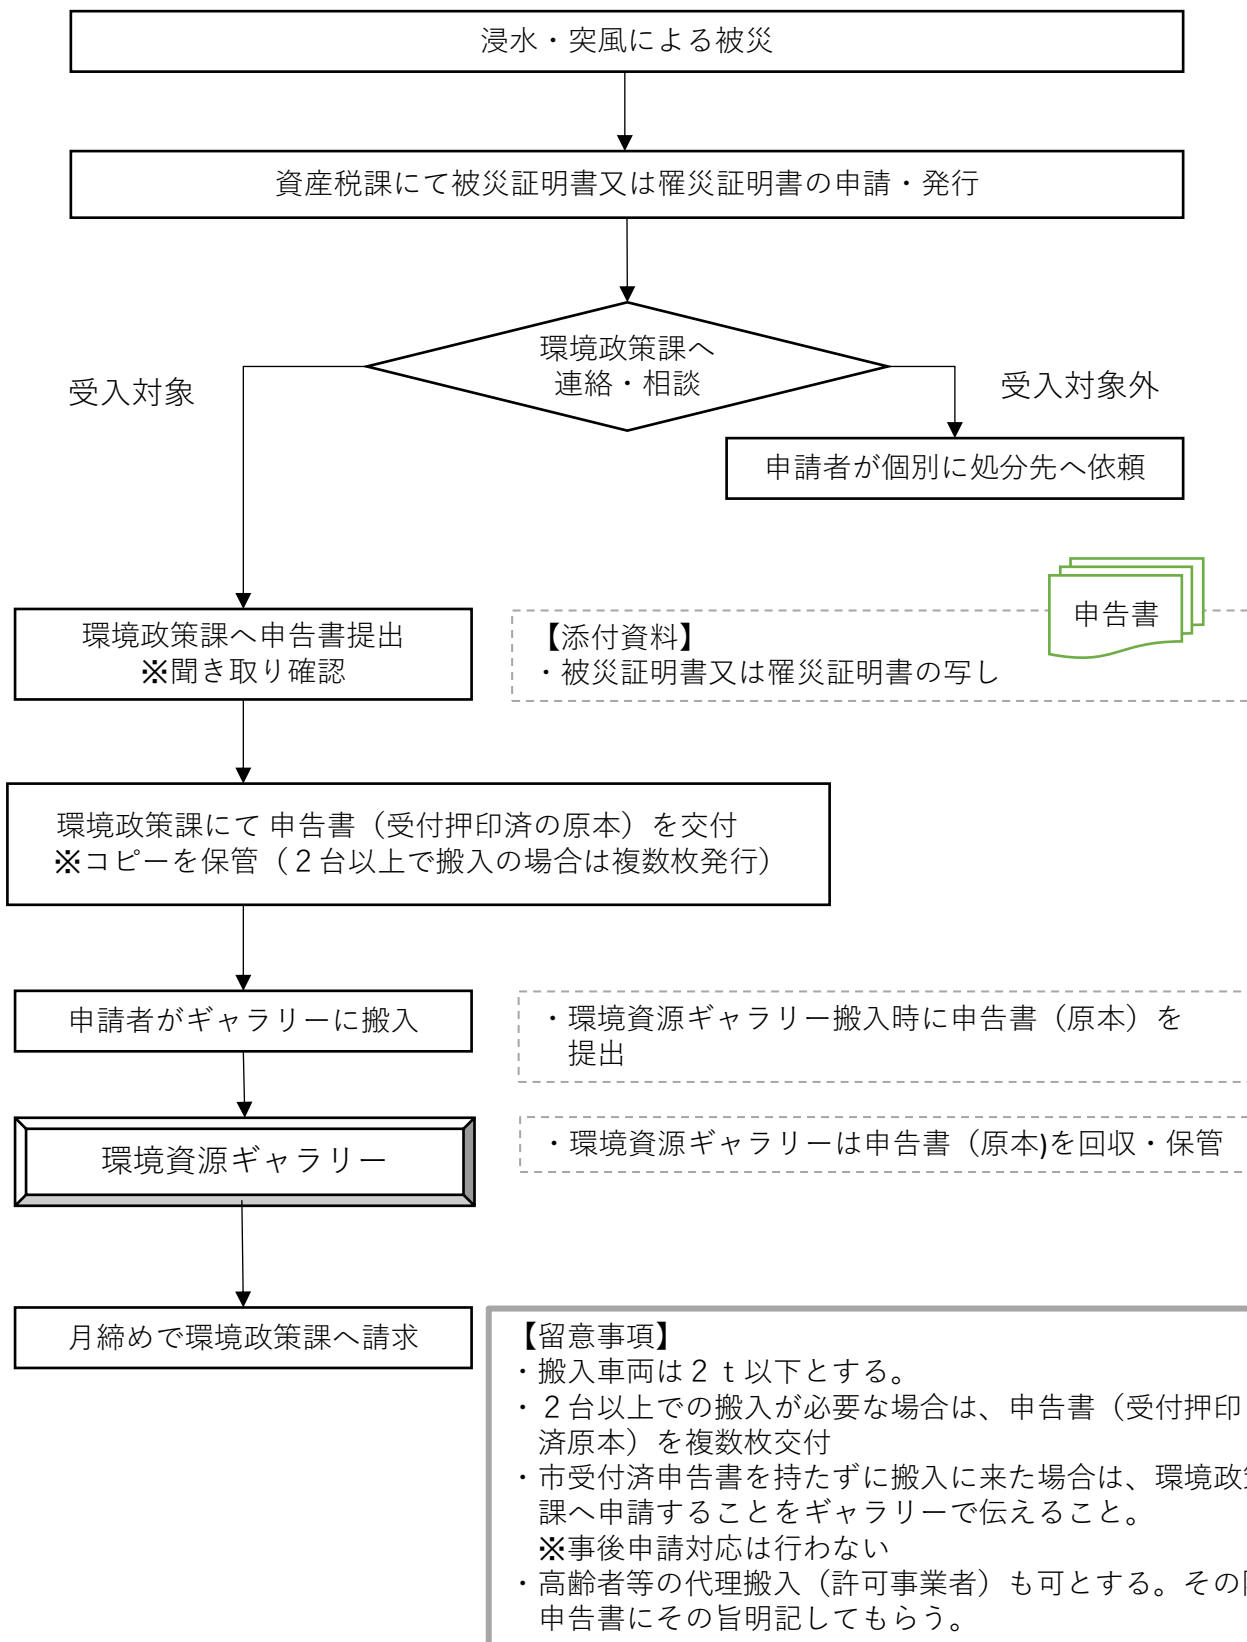 浸水・突風による被災
資産税課にて被災証明書又は罹災証明書の申請・発行
環境政策課へ
連絡・相談
受入対象
受入対象外
申請者が個別に処分先へ依頼
申告書
環境政策課へ申告書提出
※聞き取り確認
【添付資料】
・被災証明書又は罹災証明書の写し
環境政策課にて 申告書（受付押印済の原本）を交付
※コピーを保管（２台以上で搬入の場合は複数枚発行）
申請者がギャラリーに搬入
・環境資源ギャラリー搬入時に申告書（原本）を
提出
環境資源ギャラリー
・環境資源ギャラリーは申告書（原本)を回収・保管
月締めで環境政策課へ請求
【留意事項】
・搬入車両は２ｔ以下とする。
・２台以上での搬入が必要な場合は、申告書（受付押印
済原本）を複数枚交付
・市受付済申告書を持たずに搬入に来た場合は、環境政
課へ申請することをギャラリーで伝えること。
※事後申請対応は行わない
・高齢者等の代理搬入（許可事業者）も可とする。その
申告書にその旨明記してもらう。